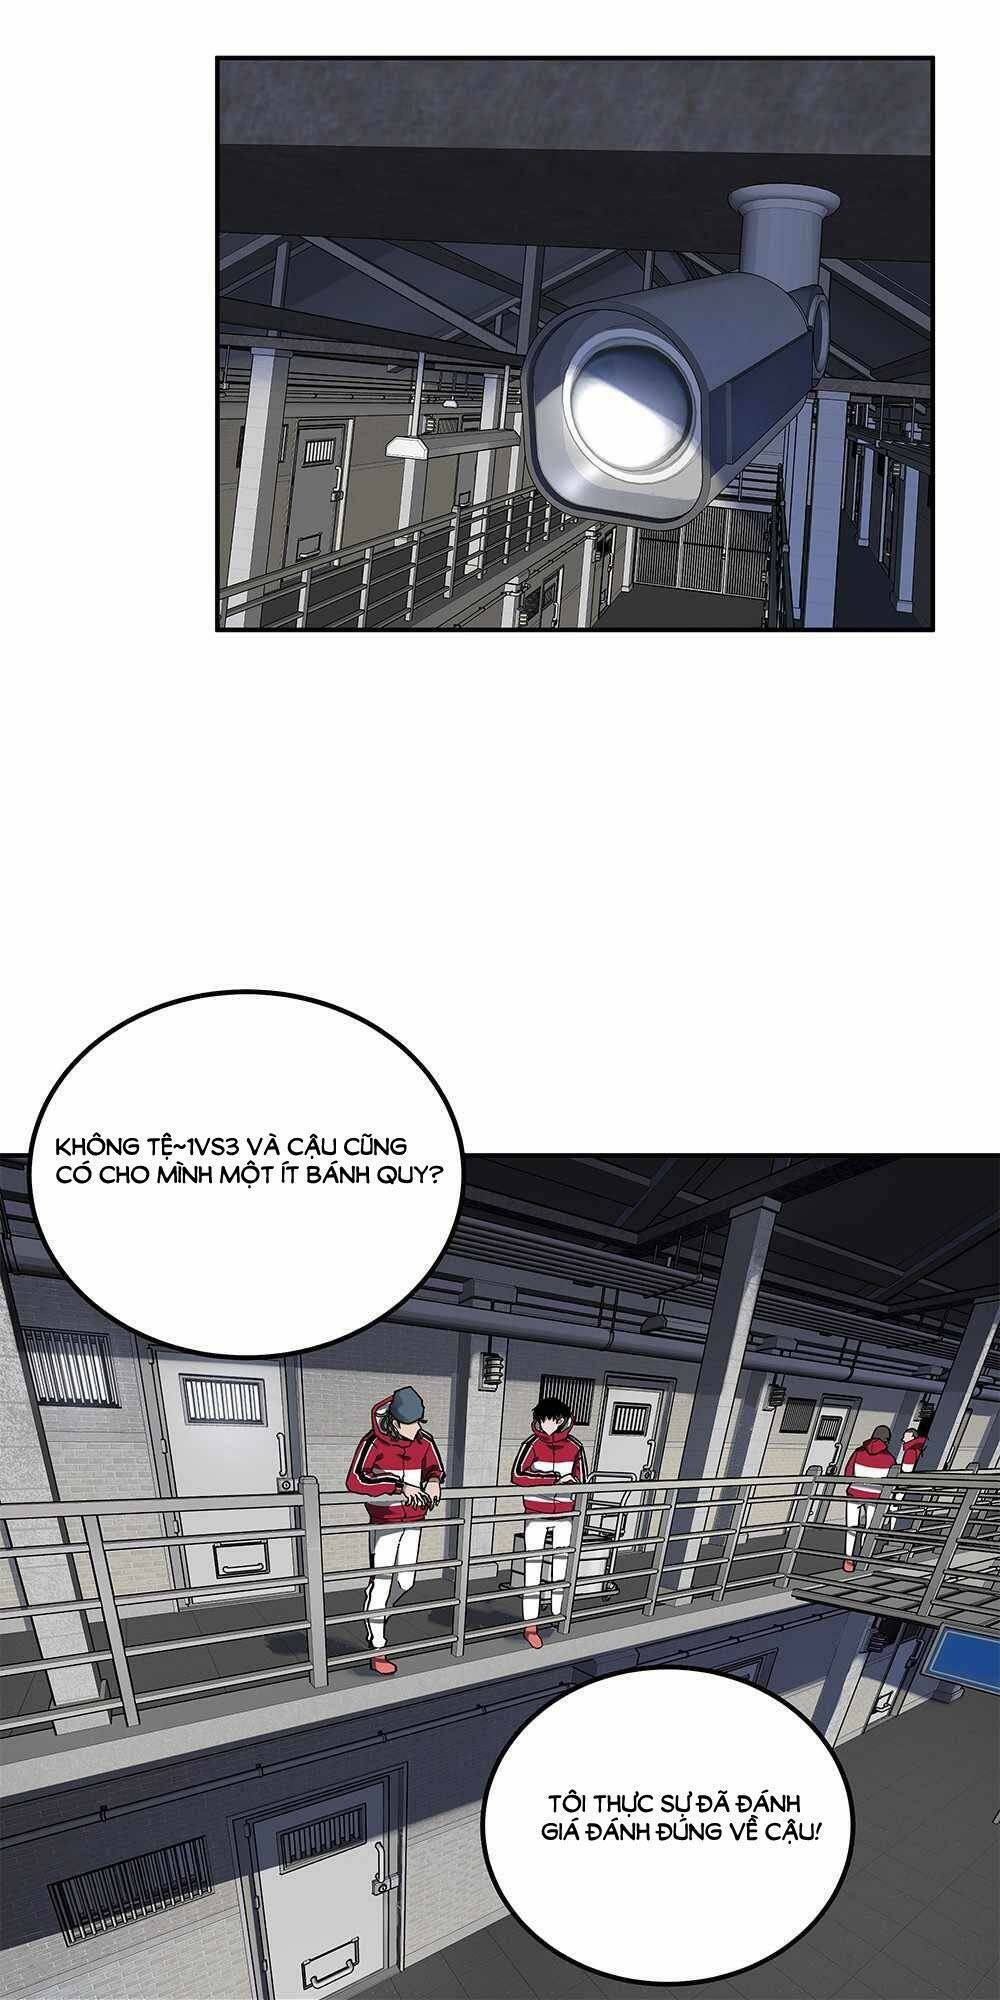 KHÔNG TỆ~1VS3 VÀ CẬU CŨNG
CÓ CHO MÌNH MỘT ÍT BÁNH QUY?
TÔI THỰC SỰ ĐÃ ĐÁNH
GIÁ ĐÁNH ĐÚNG VỀ CẬU!